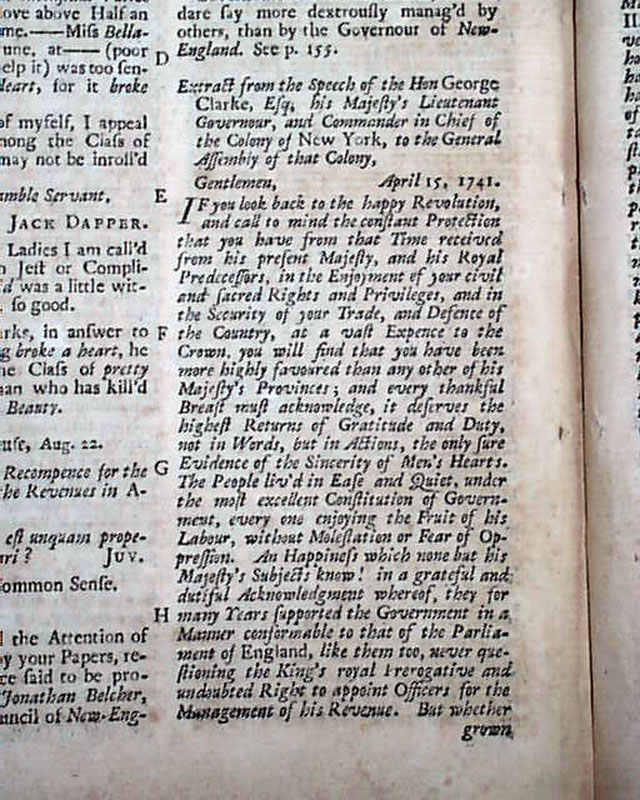 ove above Half an
me.——Miſs Bella-
une, at——(poor
elp it) was too ſen-
Heart, for it broke
of myſelf, I appeal
mong the Claſs of
may not be inroll'd
umble Servant,
JACK DAPPER.
Ladies I am call'd
Jeſt or Compli-
d was a little wit-
ſo good.
rks, in anſwer to
g broke a heart, he
he Claſs of pretty
man who has kill'd
Beauty.
uſe, Aug. 22.
Recompence for the
he Revenues in A-
eſt unquam prope-
ari? JUV.
Common Senſe.
the Attention of
y your Papers, re-
ce ſaid to be pro-
Jonathan Belcher,
uncil of New-Eng-
D
E
F
G
H
dare ſay more dextrouſly manag'd by
others, than by the Governour of New-
England. See p. 155.
Extract from the Speech of the Hon George
Clarke, Eſq; his Majeſty's Lieutenant
Governour, and Commander in Chief of
the Colony of New York, to the General
Aſſembly of that Colony,
Gentlemen, April 15, 1741.
IF you look back to the happy Revolution,
and call to mind the conſtant Protection
that you have from that Time received
from his preſent Majeſty, and his Royal
Predeceſſors, in the Enjoyment of your civil
and ſacred Rights and Privileges, and in
the Security of your Trade, and Defence of
the Country, at a vaſt Expence to the
Crown, you will find that you have been
more highly favoured than any other of his
Majeſty's Provinces; and every thankful
Breaſt muſt acknowledge, it deſerves the
higheſt Returns of Gratitude and Duty,
not in Words, but in Actions, the only ſure
Evidence of the Sincerity of Men's Hearts.
The People liv'd in Eaſe and Quiet, under
the moſt excellent Conſtitution of Govern-
ment, every one enjoying the Fruit of his
Labour, without Moleſtation or Fear of Op-
preſſion. An Happineſs which none but his
Majeſty's Subjects know! in a grateful and
dutiful Acknowledgment whereof, they for
many Years ſupported the Government in a
Manner conformable to that of the Parlia-
ment of England, like them too, never que-
ſtioning the King's royal Prerogative and
undoubted Right to appoint Officers for the
Management of his Revenue. But whether
grown